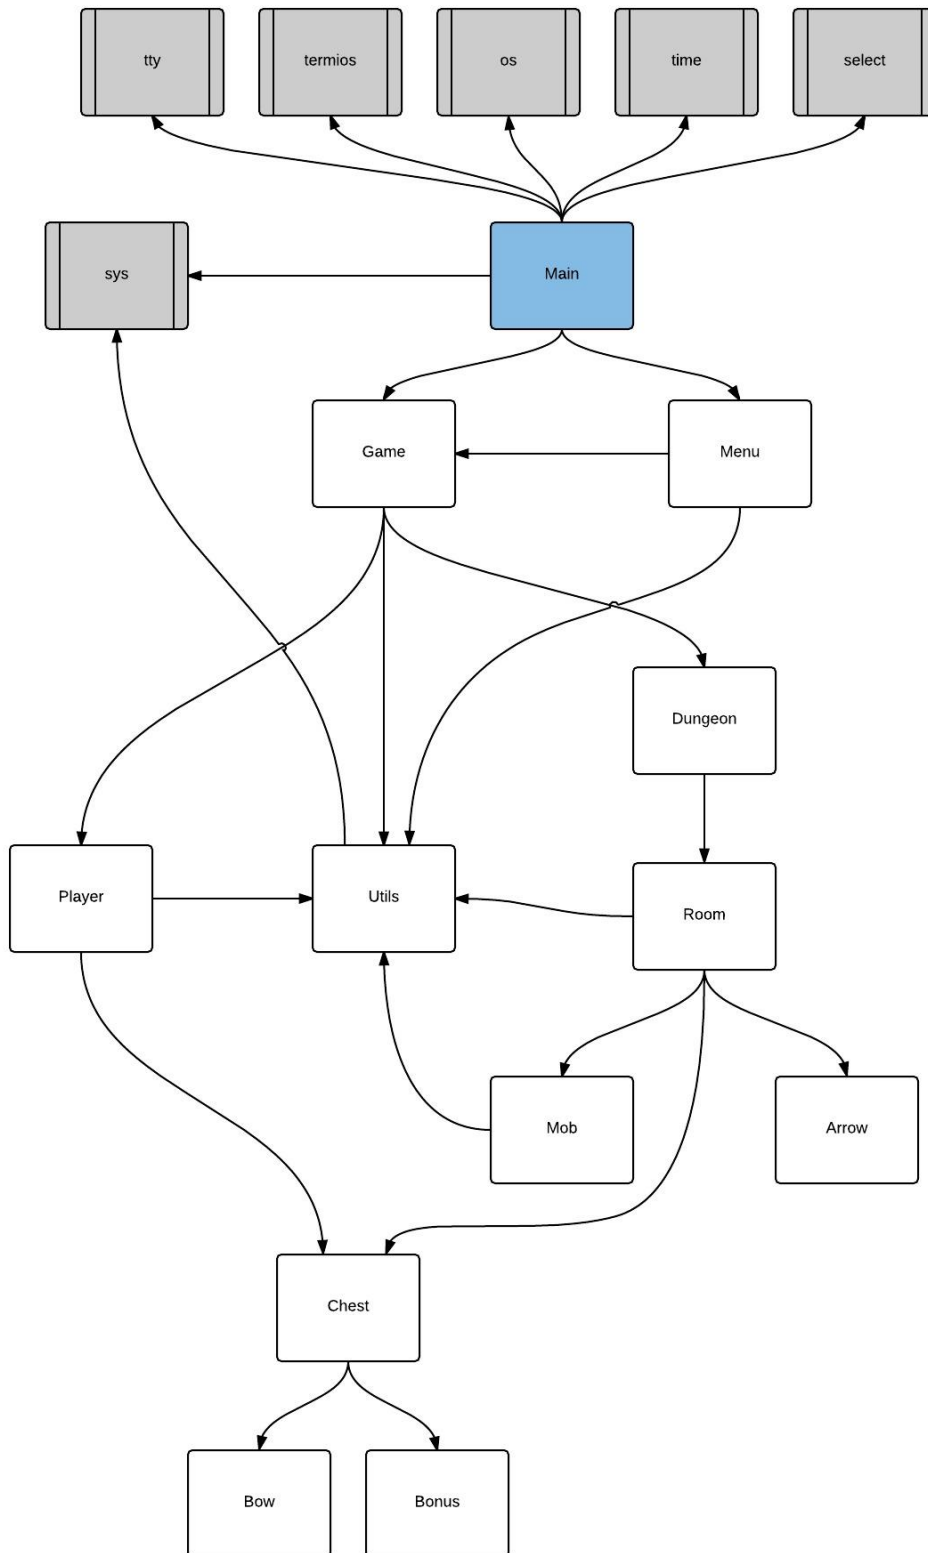 tty
termios
os
time
select
sys
Main
Game
Menu
Dungeon
Player
Utils
Room
Mob
Arrow
Chest
Bow
Bonus